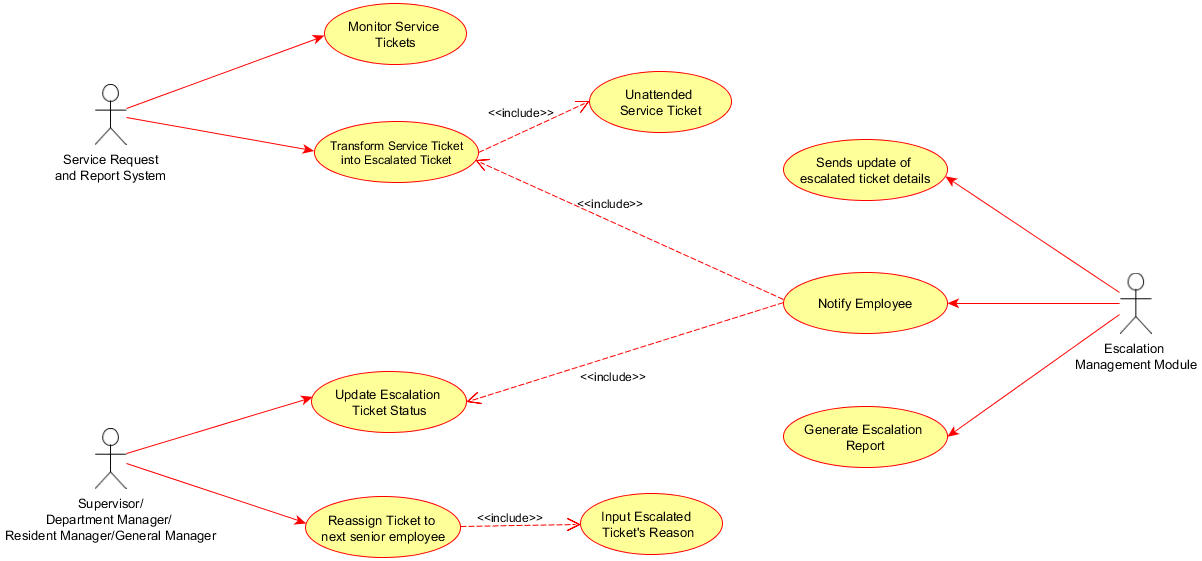 Monitor Service
Tickets
Unattended
Service Ticket
<<include>>
Transform Service Ticket
into Escalated Ticket
Service Request
and Report System
Sends update of
escalated ticket details
<<include>>
Notify Employee
Escalation
Management Module
<<include>>
Update Escalation
Ticket Status
Generate Escalation
Report
Supervisor/
Department Manager/
Resident Manager/General Manager
Reassign Ticket to
next senior employee
<<include>>
Input Escalated
Ticket's Reason